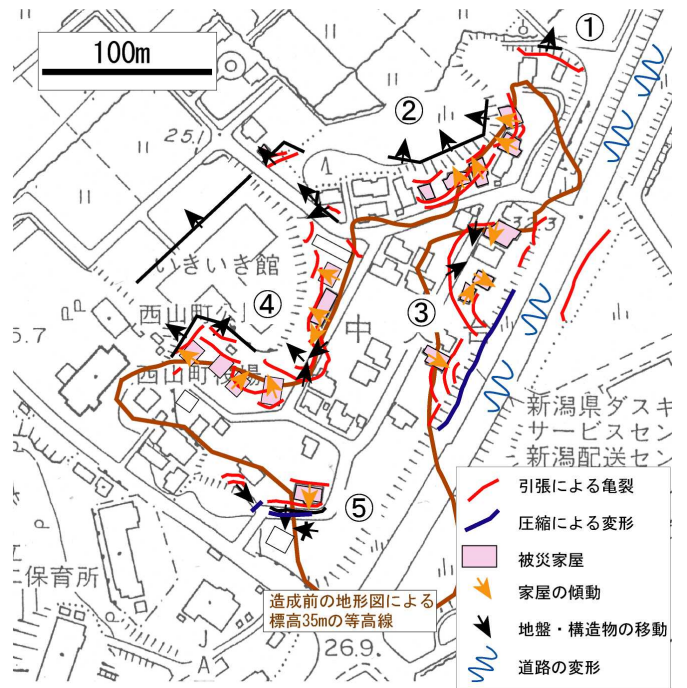 100m
①
②
25.1
いきいき館
西山町
④
中
③
5.7
西山町役場
新潟県ダスキ
サービスセン
新潟配送セン
⑤
保育所
造成前の地形図による
標高35mの等高線
26.9
A
引張による亀裂
圧縮による変形
被災家屋
家屋の傾動
地盤・構造物の移動
道路の変形